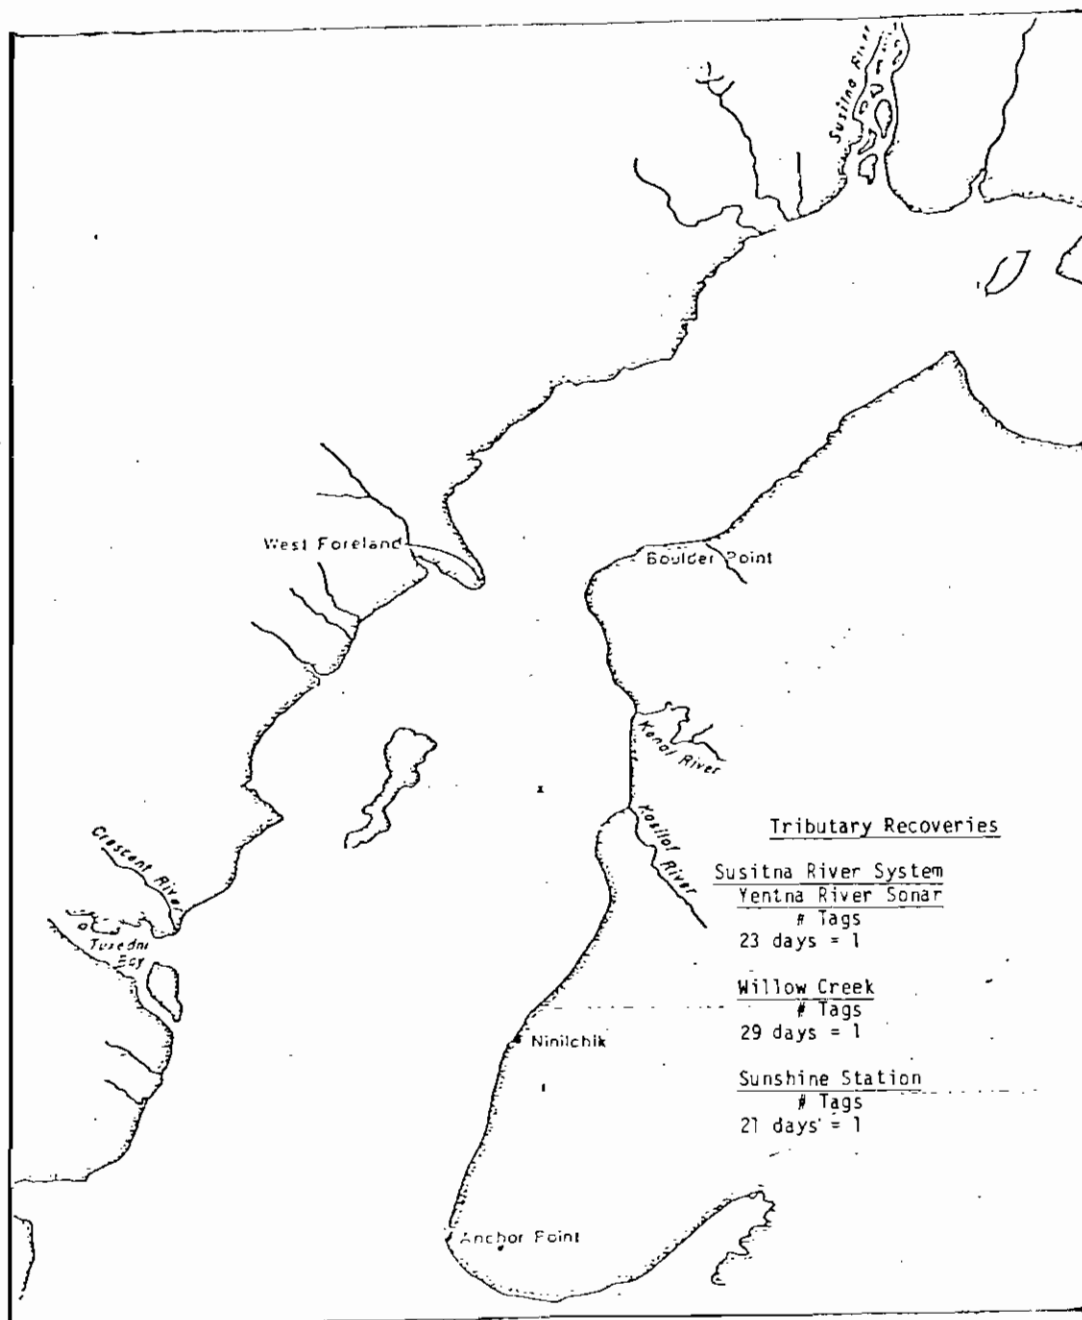 Susitna River
West Foreland
Boulder Point
Kenai River
Kasilof River
Crescent River
Tuxedni
Bay
Ninilchik
Anchor Point
Tributary Recoveries
Susitna River System
Yentna River Sonar
# Tags
23 days = 1
Willow Creek
# Tags
29 days = 1
Sunshine Station
# Tags
21 days = 1